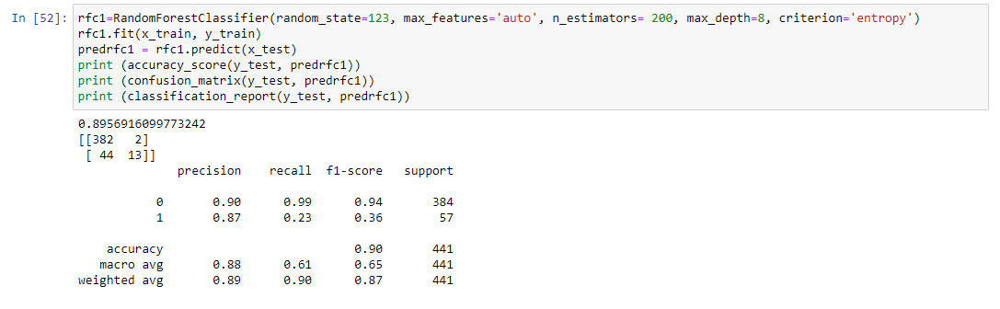 In [52]: rfc1=RandomForestClassifier(random_state=123, max_features='auto', n_estimators= 200, max_depth=8, criterion='entropy')
rfc1.fit(x_train, y_train)
predrfc1 = rfc1.predict(x_test)
print (accuracy_score(y_test, predrfc1))
print (confusion_matrix(y_test, predrfc1))
print (classification_report(y_test, predrfc1))
0.8956916099773242
[[382   2]
 [ 44  13]]
              precision    recall  f1-score   support
           0       0.90      0.99      0.94       384
           1       0.87      0.23      0.36        57
    accuracy                           0.90       441
   macro avg       0.88      0.61      0.65       441
weighted avg       0.89      0.90      0.87       441